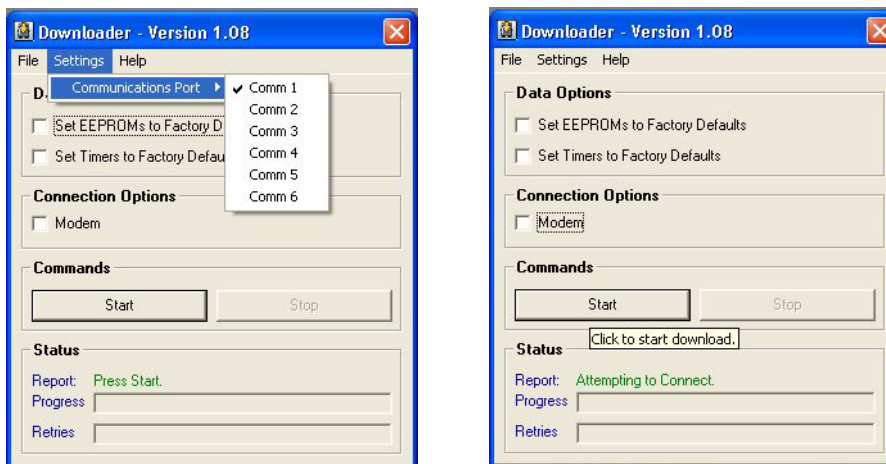 Downloader - Version 1.08
File Settings Help
Communications Port
Comm 1
Comm 2
Comm 3
Comm 4
Comm 5
Comm 6
D
Set EEPROMs to Factory D
Set Timers to Factory Defau
Connection Options
Modem
Commands
Start Stop
Status
Report: Press Start.
Progress
Retries
Downloader - Version 1.08
File Settings Help
Data Options
Set EEPROMs to Factory Defaults
Set Timers to Factory Defaults
Connection Options
Modem
Commands
Start Stop
Click to start download.
Status
Report: Attempting to Connect.
Progress
Retries